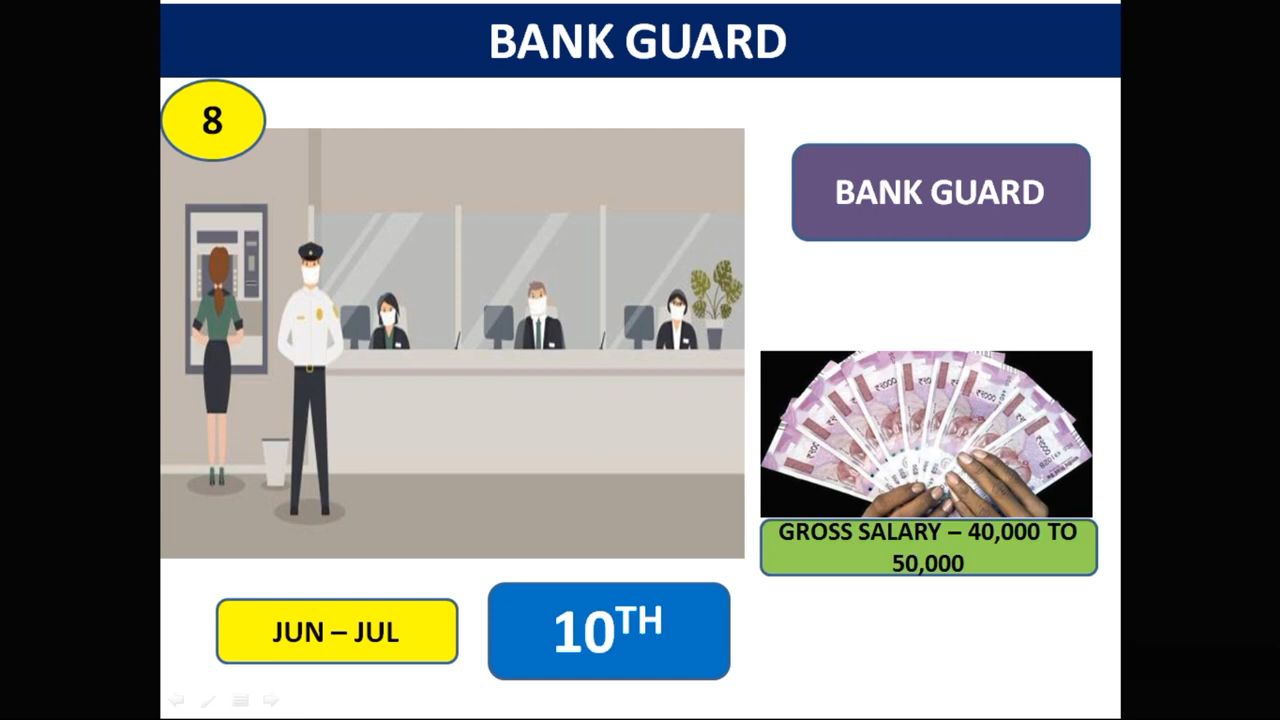 BANK GUARD
8
BANK GUARD
GROSS SALARY – 40,000 TO
50,000
JUN – JUL
10TH